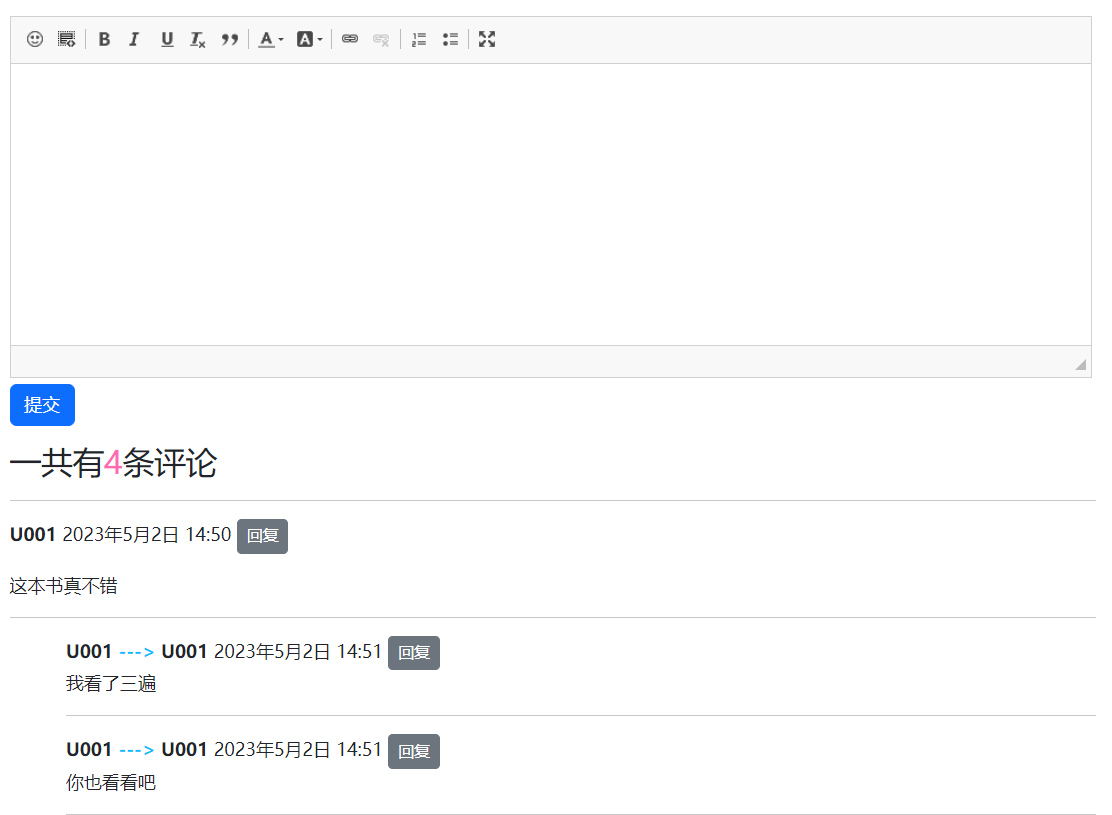 提交
一共有4条评论
U001 2023年5月2日 14:50 回复
这本书真不错
U001 ---> U001 2023年5月2日 14:51 回复
我看了三遍
U001 ---> U001 2023年5月2日 14:51 回复
你也看看吧